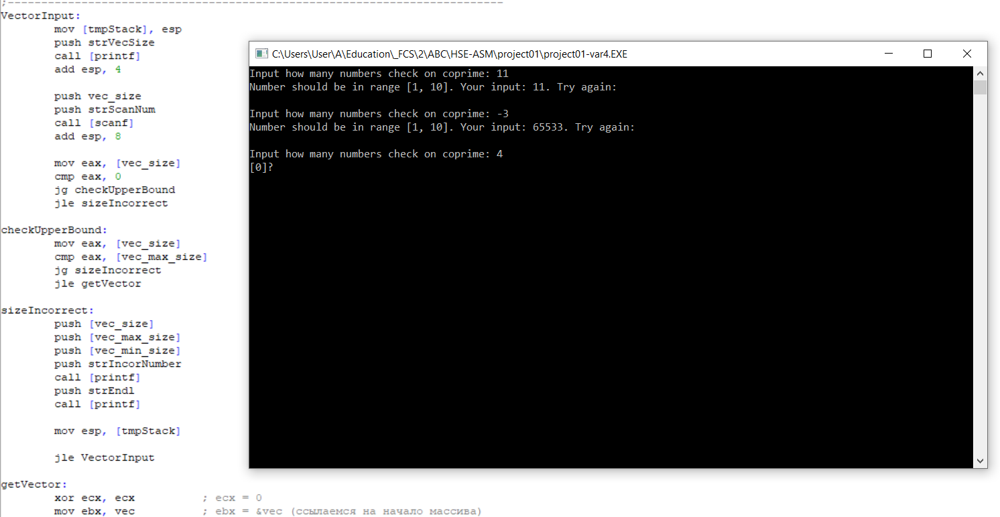 ;--------------------------------------------------------------------------
VectorInput:
mov [tmpStack], esp
push strVecSize
call [printf]
add esp, 4
push vec_size
push strScanNum
call [scanf]
add esp, 8
mov eax, [vec_size]
cmp eax, 0
jg checkUpperBound
jle sizeIncorrect
checkUpperBound:
mov eax, [vec_size]
cmp eax, [vec_max_size]
jg sizeIncorrect
jle getVector
sizeIncorrect:
push [vec_size]
push [vec_max_size]
push [vec_min_size]
push strIncorNumber
call [printf]
push strEndl
call [printf]
mov esp, [tmpStack]
jle VectorInput
getVector:
xor ecx, ecx ; ecx = 0
mov ebx, vec ; ebx = &vec (ссылаемся на начало массива)
C:\Users\User\A\Education\_FCS\2\ABC\HSE-ASM\project01\project01-var4.EXE
Input how many numbers check on coprime: 11
Number should be in range [1, 10]. Your input: 11. Try again:
Input how many numbers check on coprime: -3
Number should be in range [1, 10]. Your input: 65533. Try again:
Input how many numbers check on coprime: 4
[0]?